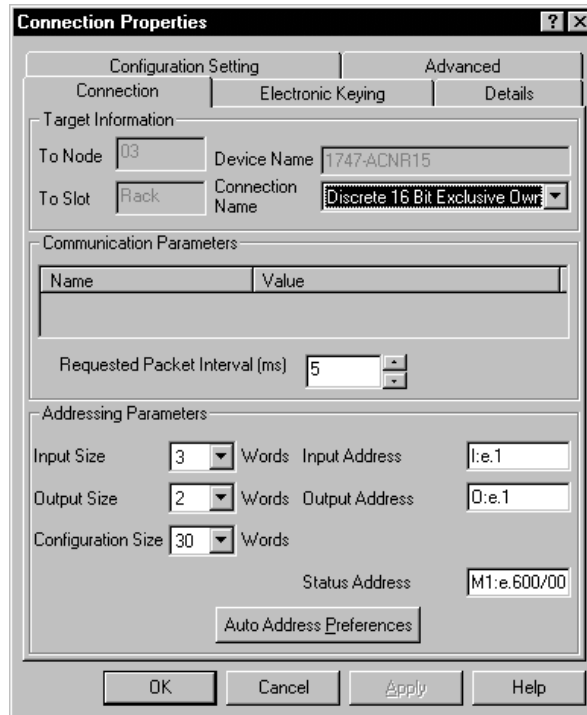 Connection Properties
Configuration Setting Advanced
Connection Electronic Keying Details
Target Information
To Node 03 Device Name 1747-ACNR15
To Slot Rack Connection Name Discrete 16 Bit Exclusive Owr
Communication Parameters
Name Value
Requested Packet Interval (ms) 5
Addressing Parameters
Input Size 3 Words Input Address I:e.1
Output Size 2 Words Output Address O:e.1
Configuration Size 30 Words
Status Address M1:e.600/00
Auto Address Preferences
OK Cancel Apply Help